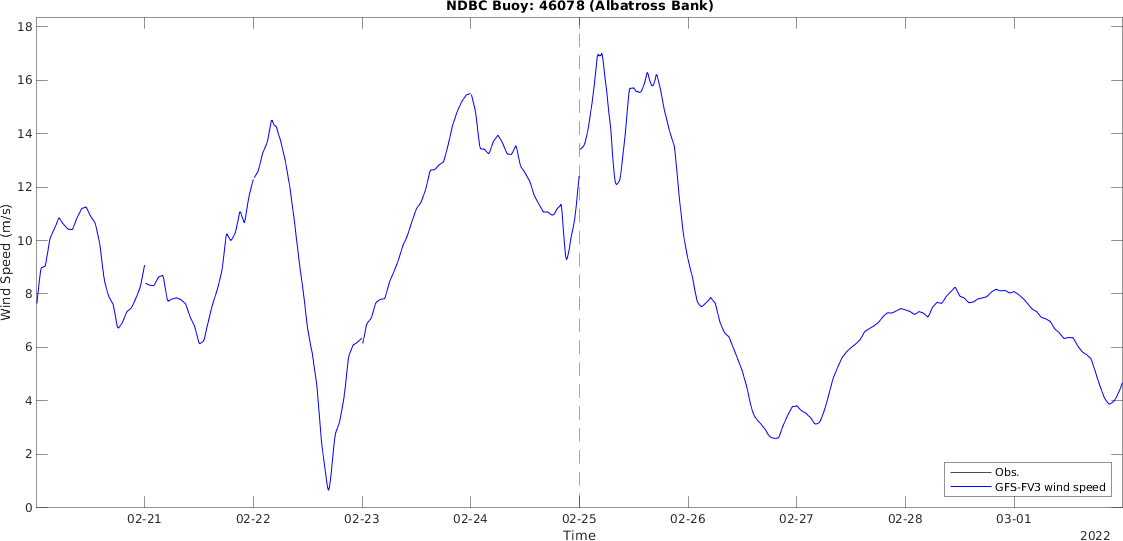 NDBC Buoy: 46078 (Albatross Bank)
18
16
14
12
10
8
6
4
2
0
Wind Speed (m/s)
Obs.
GFS-FV3 wind speed
02-21 02-22 02-23 02-24 02-25 02-26 02-27 02-28 03-01
Time
2022